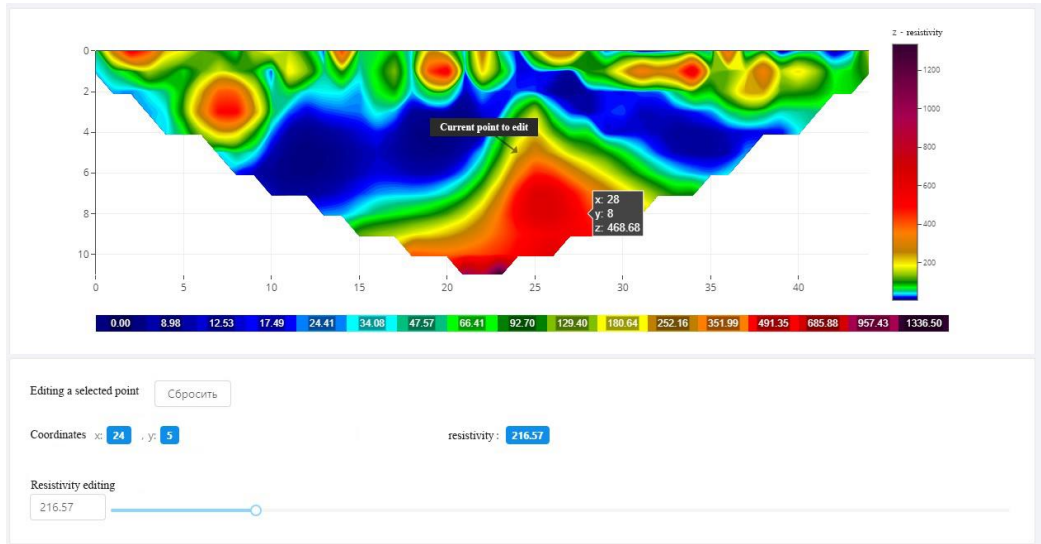 z - resistivity
0
2
4
6
8
10
Current point to edit
x: 28
y: 8
z: 468.68
1200
1000
800
600
400
200
0 5 10 15 20 25 30 35 40
0.00 8.98 12.53 17.49 24.41 34.08 47.57 66.41 92.70 129.40 180.64 252.16 351.99 491.35 685.88 957.43 1336.50
Editing a selected point Сбросить
Coordinates x: 24 , y: 5 resistivity : 216.57
Resistivity editing
216.57